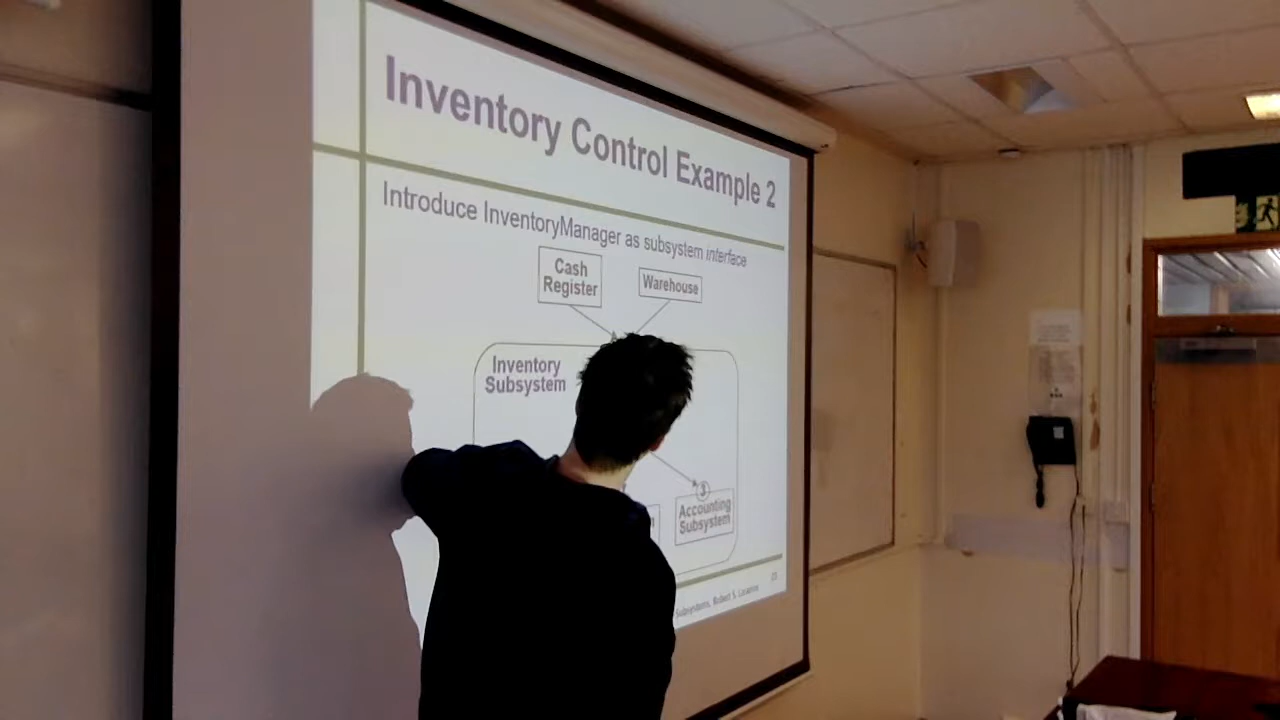 Inventory Control Example 2
Introduce InventoryManager as subsystem interface
Cash
Register
Warehouse
Inventory
Subsystem
3
Accounting
Subsystem
Subsystems, Robert S.